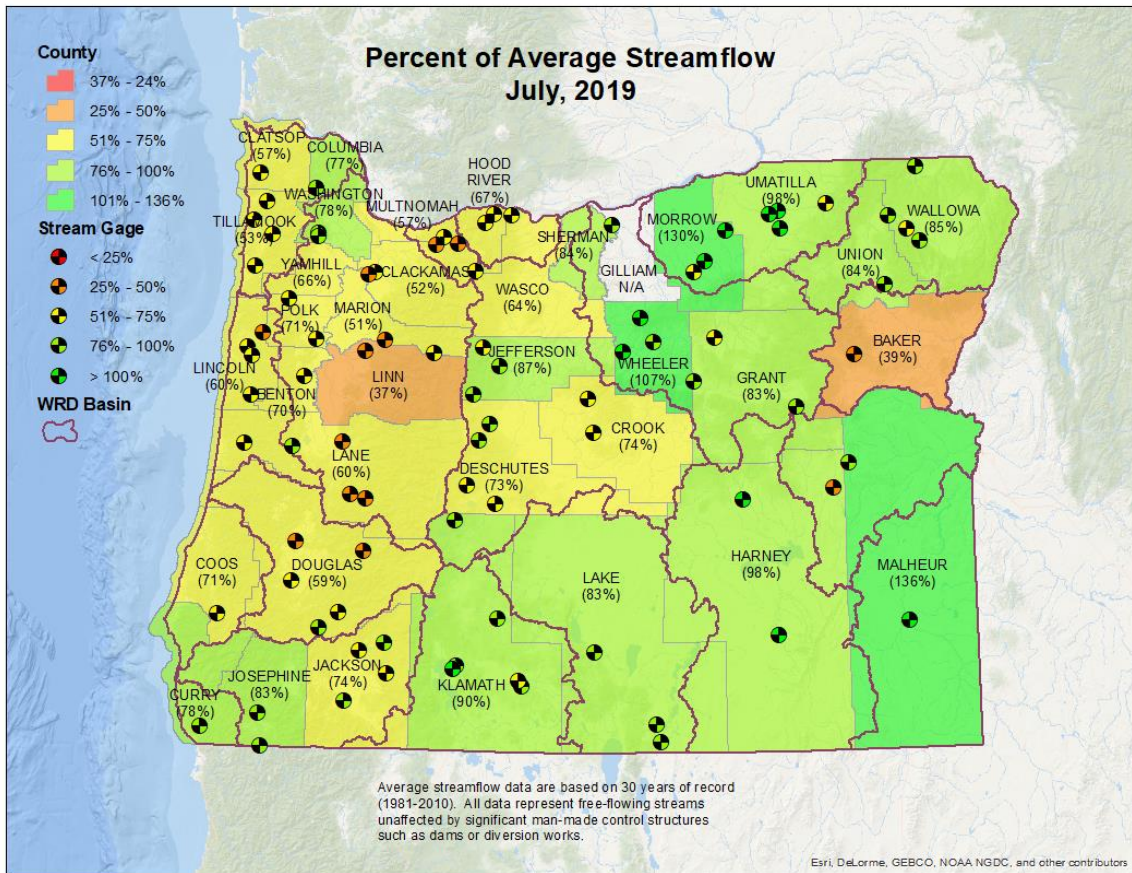 Percent of Average Streamflow
July, 2019
County
37% - 24%
25% - 50%
51% - 75%
76% - 100%
101% - 136%
Stream Gage
< 25%
25% - 50%
51% - 75%
76% - 100%
> 100%
WRD Basin
CLATSOP
(57%)
COLUMBIA
(77%)
HOOD
RIVER
(67%)
WASHINGTON
(78%)
MULTNOMAH
(57%)
TILLAMOOK
(53%)
YAMHILL
(66%)
CLACKAMAS
(52%)
SHERMAN
(84%)
GILLIAM
N/A
MORROW
(130%)
UMATILLA
(98%)
WALLOWA
(85%)
UNION
(84%)
POLK
(71%)
MARION
(51%)
WASCO
(64%)
JEFFERSON
(87%)
WHEELER
(107%)
GRANT
(83%)
BAKER
(39%)
LINCOLN
(60%)
BENTON
(70%)
LINN
(37%)
CROOK
(74%)
LANE
(60%)
DESCHUTES
(73%)
COOS
(71%)
DOUGLAS
(59%)
LAKE
(83%)
HARNEY
(98%)
MALHEUR
(136%)
CURRY
(78%)
JOSEPHINE
(83%)
JACKSON
(74%)
KLAMATH
(90%)
Average streamflow data are based on 30 years of record
(1981-2010). All data represent free-flowing streams
unaffected by significant man-made control structures
such as dams or diversion works.
Esri, DeLorme, GEBCO, NOAA NGDC, and other contributors